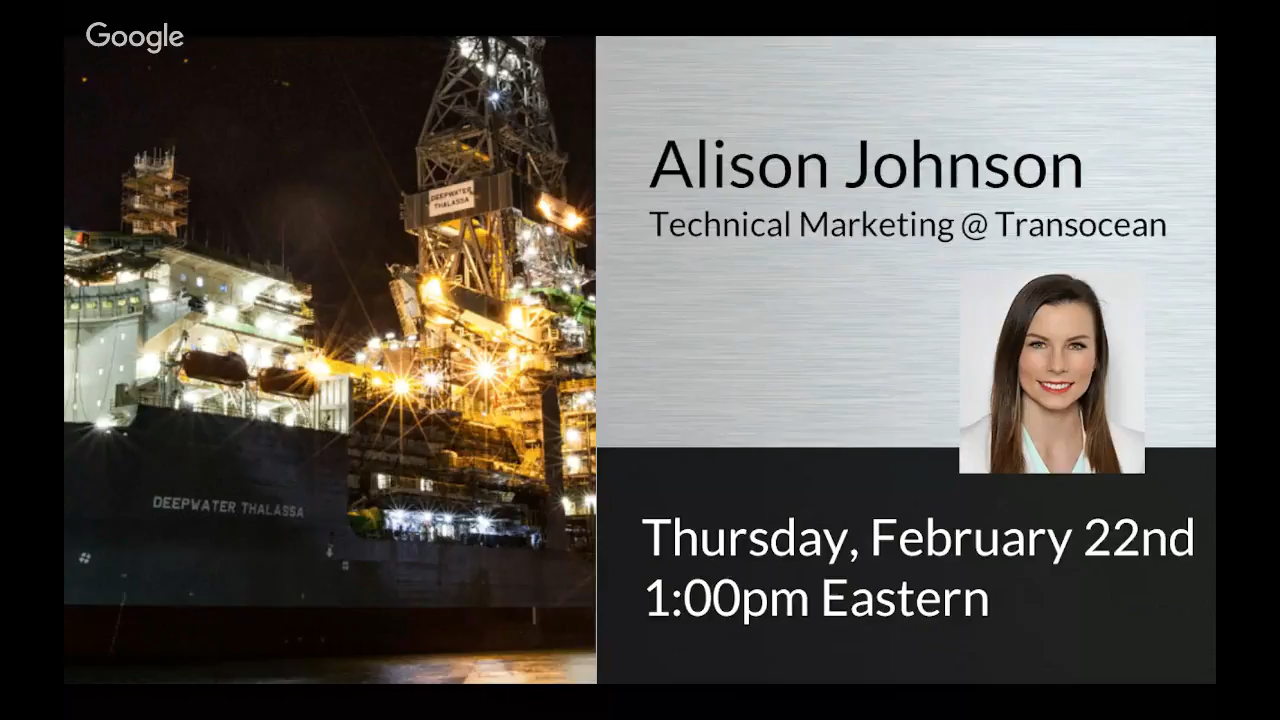 Google
DEEPWATER
THALASSA
DEEPWATER THALASSA
Alison Johnson
Technical Marketing @ Transocean
Thursday, February 22nd
1:00pm Eastern